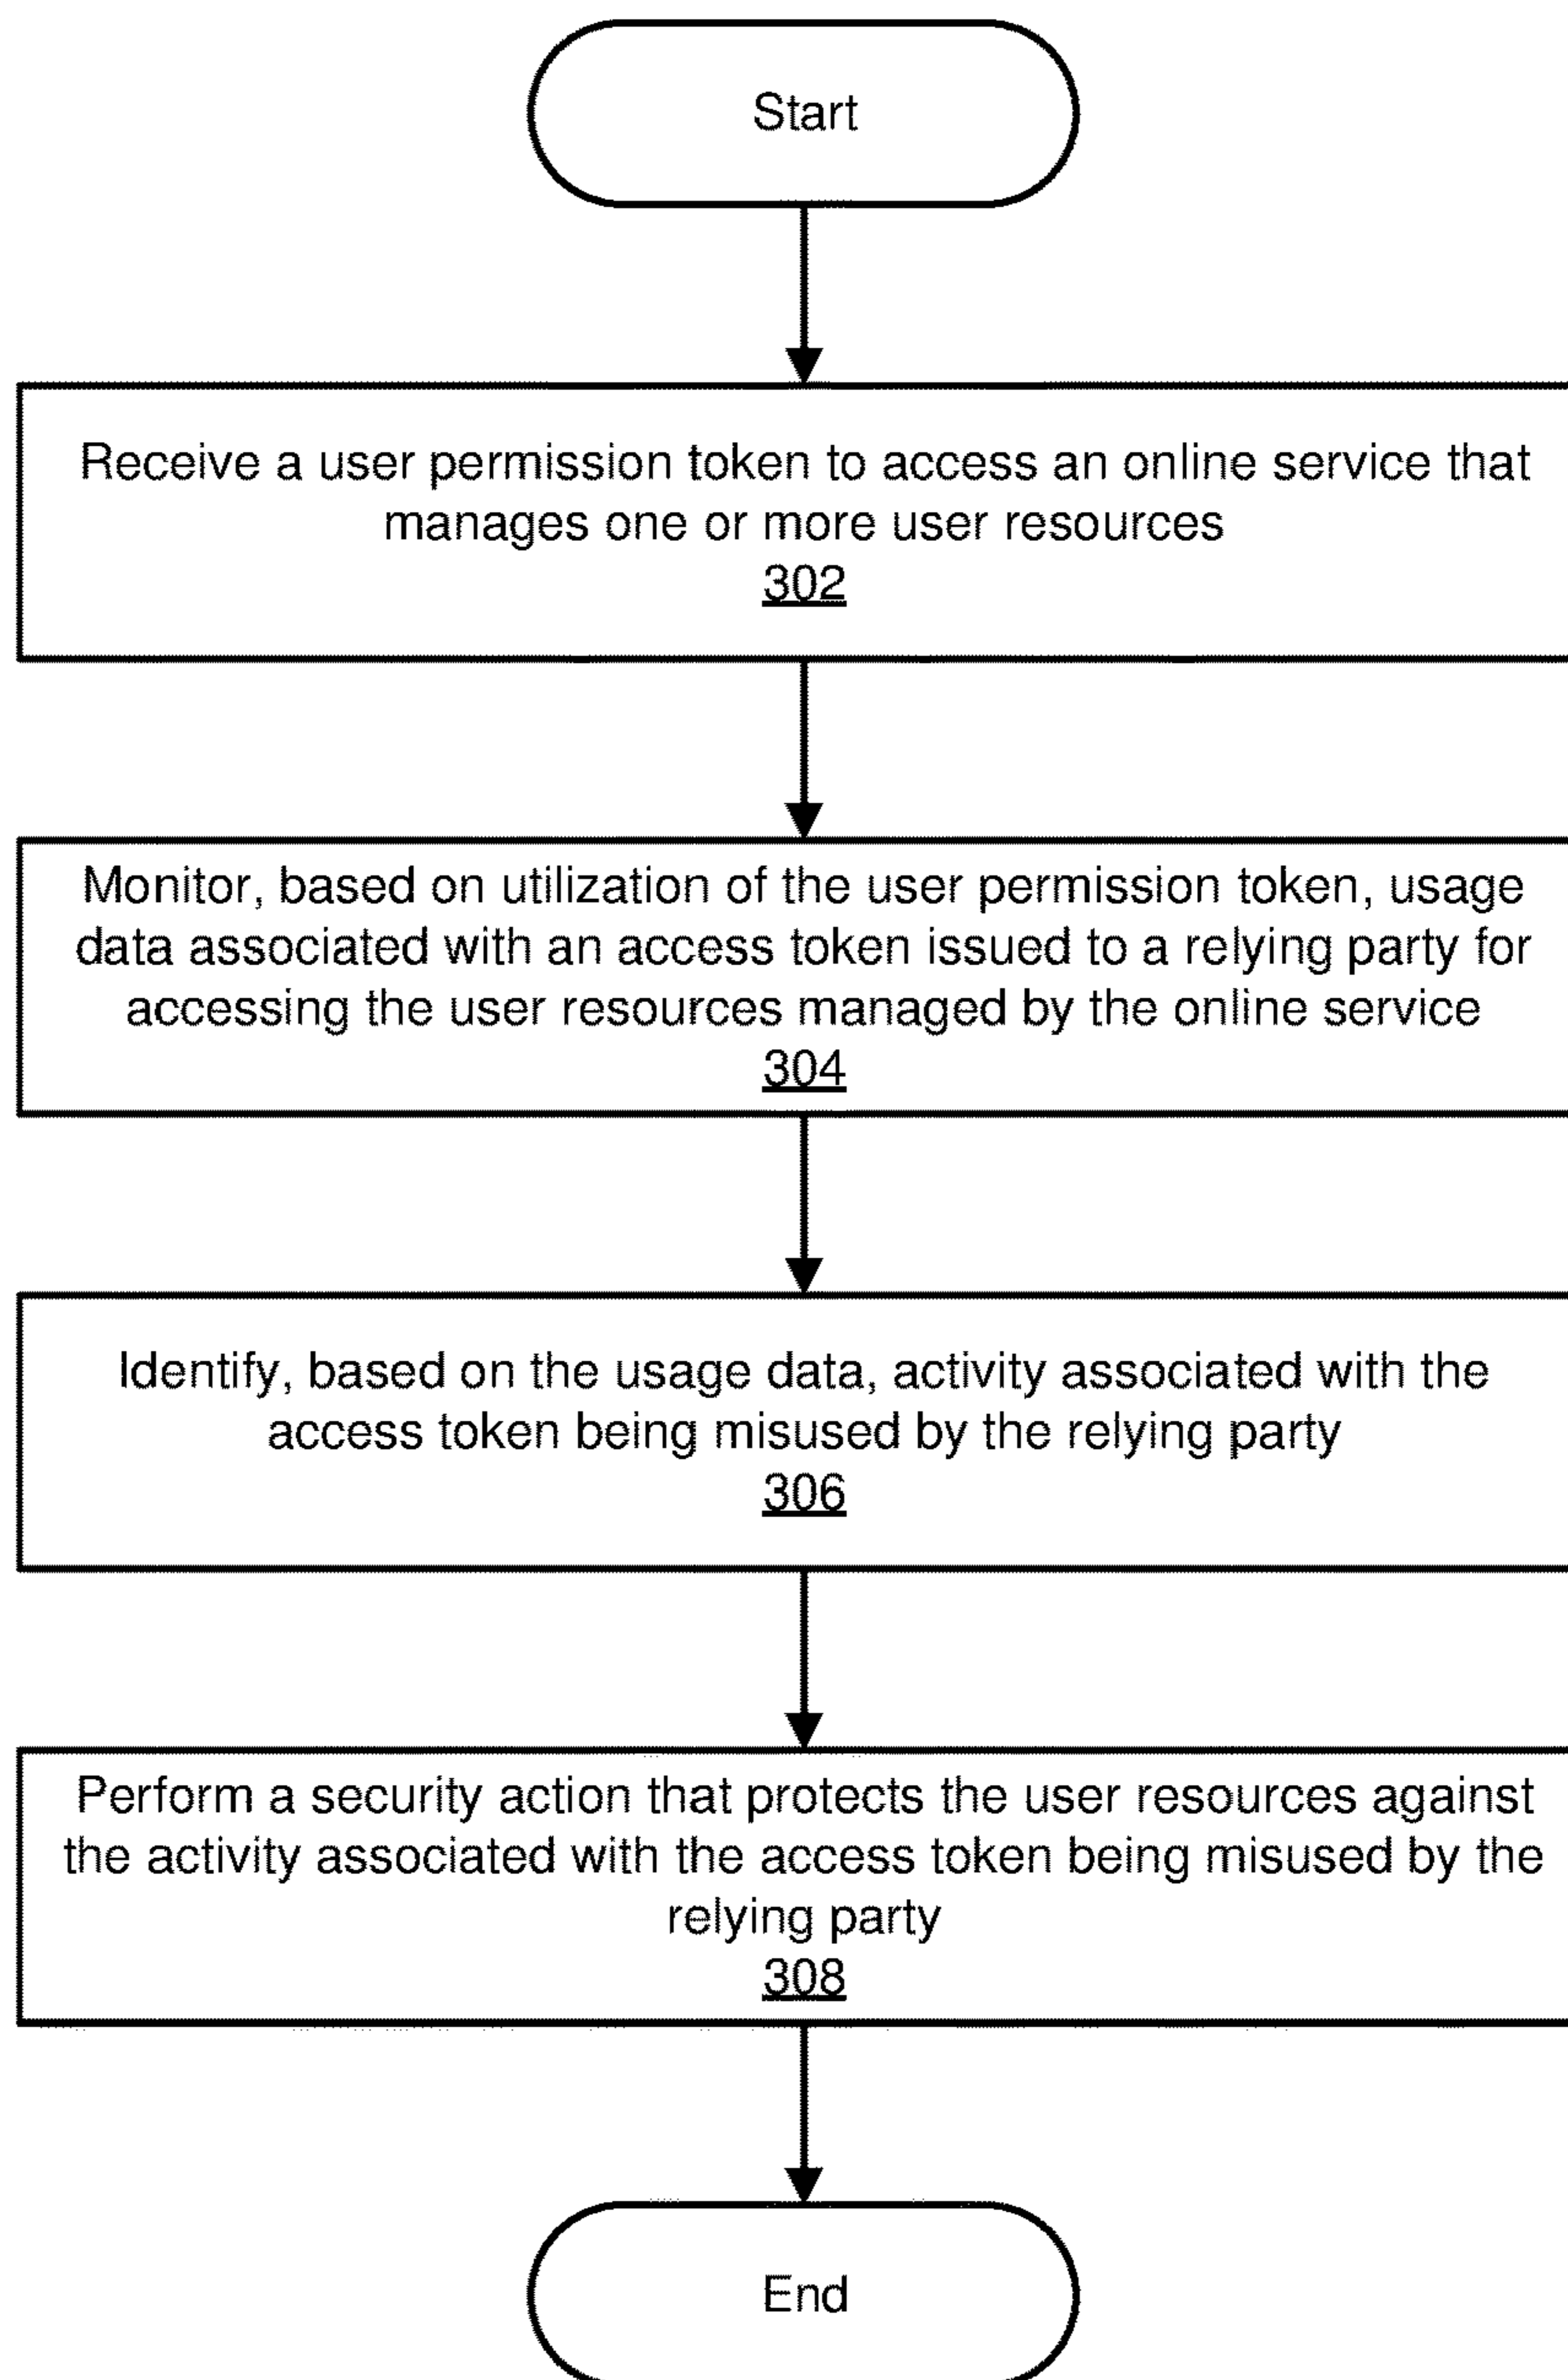 Start
Receive a user permission token to access an online service that
manages one or more user resources
302
Monitor, based on utilization of the user permission token, usage
data associated with an access token issued to a relying party for
accessing the user resources managed by the online service
304
Identify, based on the usage data, activity associated with the
access token being misused by the relying party
306
Perform a security action that protects the user resources against
the activity associated with the access token being misused by the
relying party
308
End